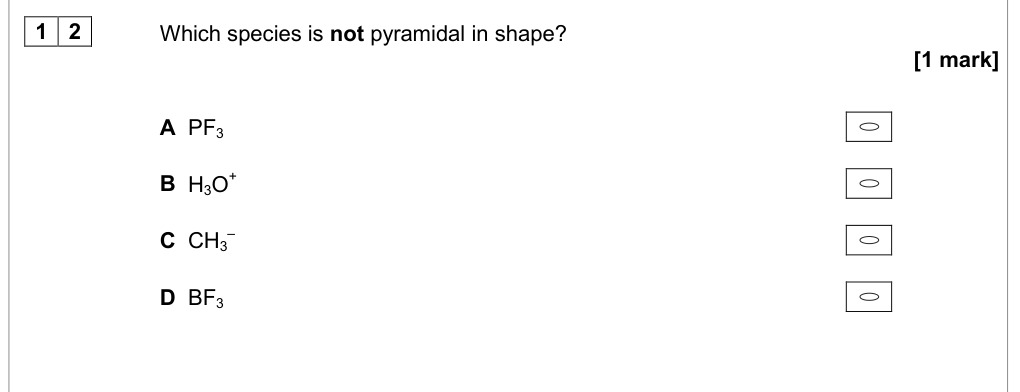 1 2 Which species is not pyramidal in shape?
[1 mark]
A PF₃
B H₃O⁺
C CH₃⁻
D BF₃